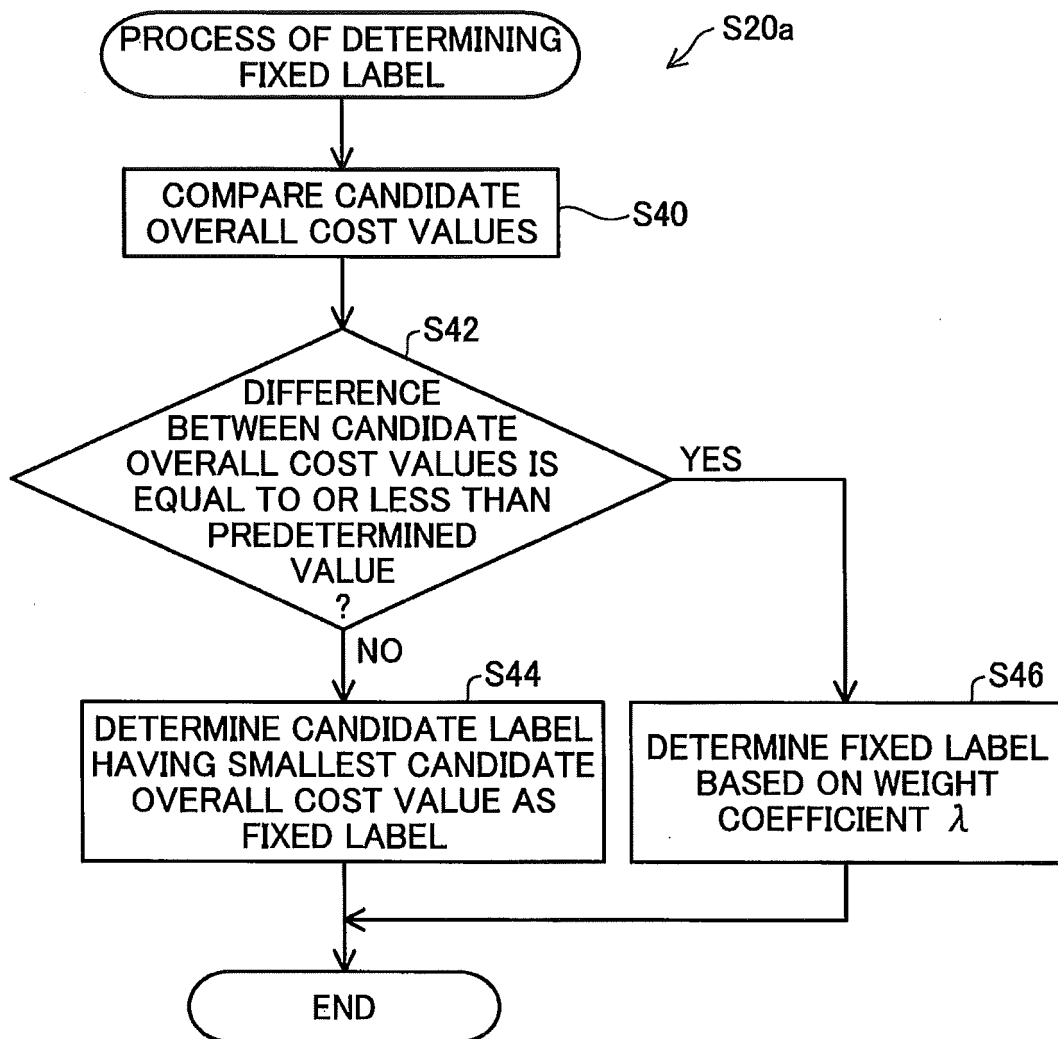 PROCESS OF DETERMINING
FIXED LABEL
S20a
COMPARE CANDIDATE
OVERALL COST VALUES
S40
S42
DIFFERENCE
BETWEEN CANDIDATE
OVERALL COST VALUES IS
EQUAL TO OR LESS THAN
PREDETERMINED
VALUE
?
YES
NO
S44
DETERMINE CANDIDATE LABEL
HAVING SMALLEST CANDIDATE
OVERALL COST VALUE AS
FIXED LABEL
S46
DETERMINE FIXED LABEL
BASED ON WEIGHT
COEFFICIENT λ
END